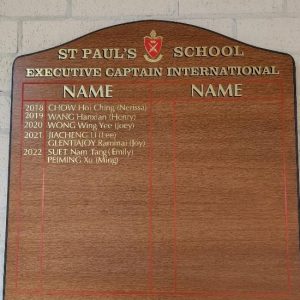 ST PAUL'S SCHOOL
EXECUTIVE CAPTAIN INTERNATIONAL
NAME NAME
2018 CHOW Hoi Ching (Nerissa)
2019 WANG Hanxian (Henry)
2020 WONG Wing Yee (Joey)
2021 JIACHENG Li (Lee)
GLENTIAJOY Raminai (Joy)
2022 SUET Nam Tang (Emily)
PEIMING Xu (Ming)